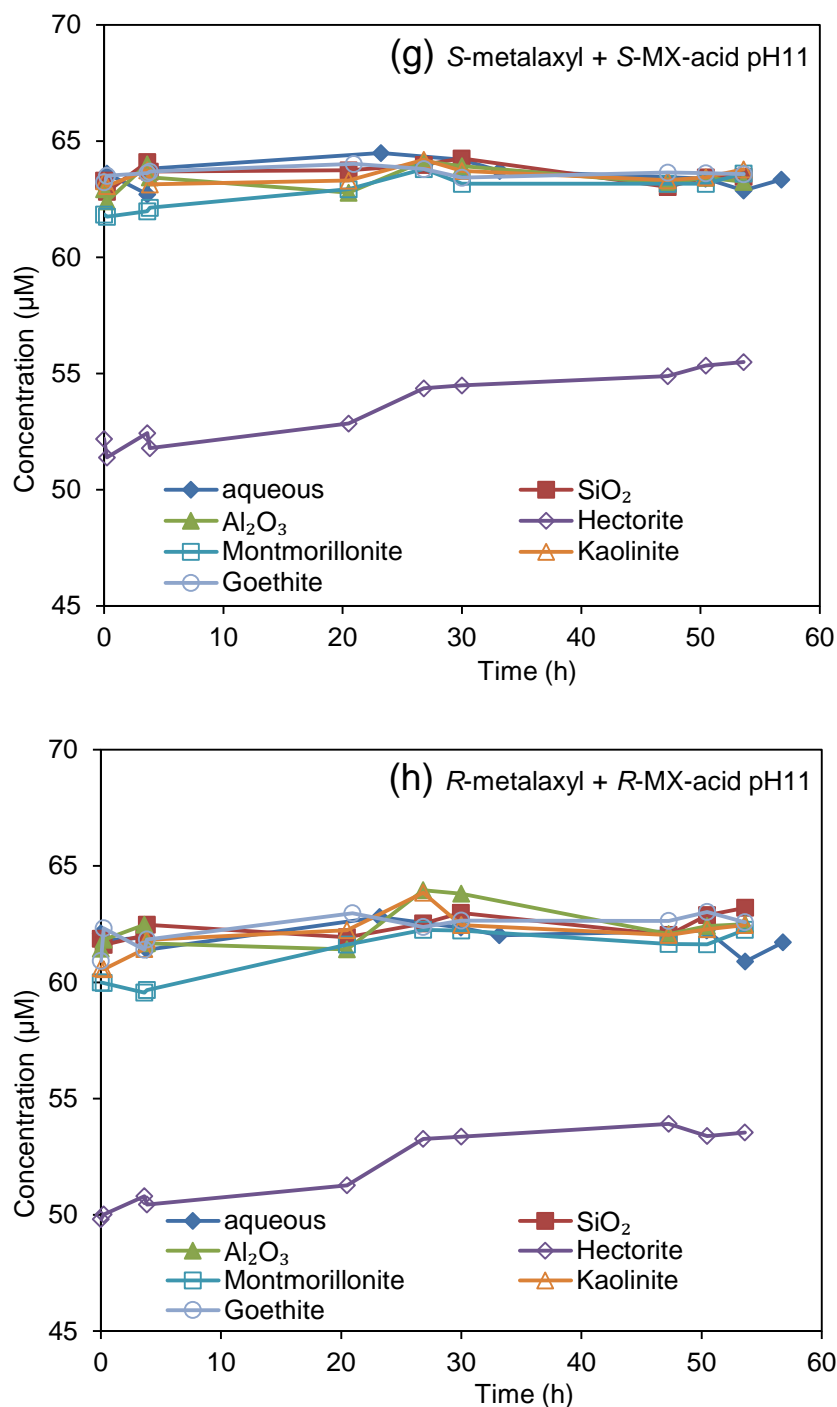 70
(g) S-metalaxyl + S-MX-acid pH11
65
60
55
50
45
Concentration (µM)
aqueous
SiO₂
Al₂O₃
Hectorite
Montmorillonite
Kaolinite
Goethite
0 10 20 30 40 50 60
Time (h)
70
(h) R-metalaxyl + R-MX-acid pH11
65
60
55
50
45
Concentration (µM)
aqueous
SiO₂
Al₂O₃
Hectorite
Montmorillonite
Kaolinite
Goethite
0 10 20 30 40 50 60
Time (h)